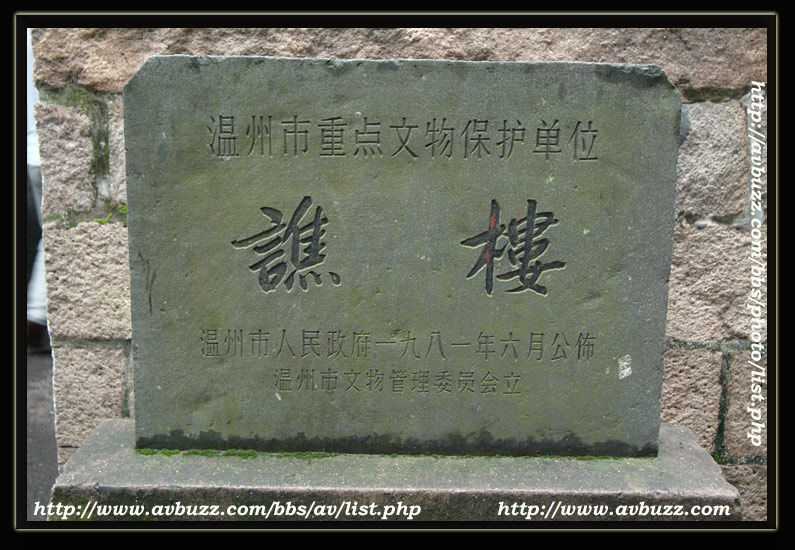 温州市重点文物保护单位
譙樓
温州市人民政府一九八一年六月公佈
温州市文物管理委员会立
http://avbuzz.com/bbs/photo/list.php
http://www.avbuzz.com/bbs/av/list.php
http://www.avbuzz.com